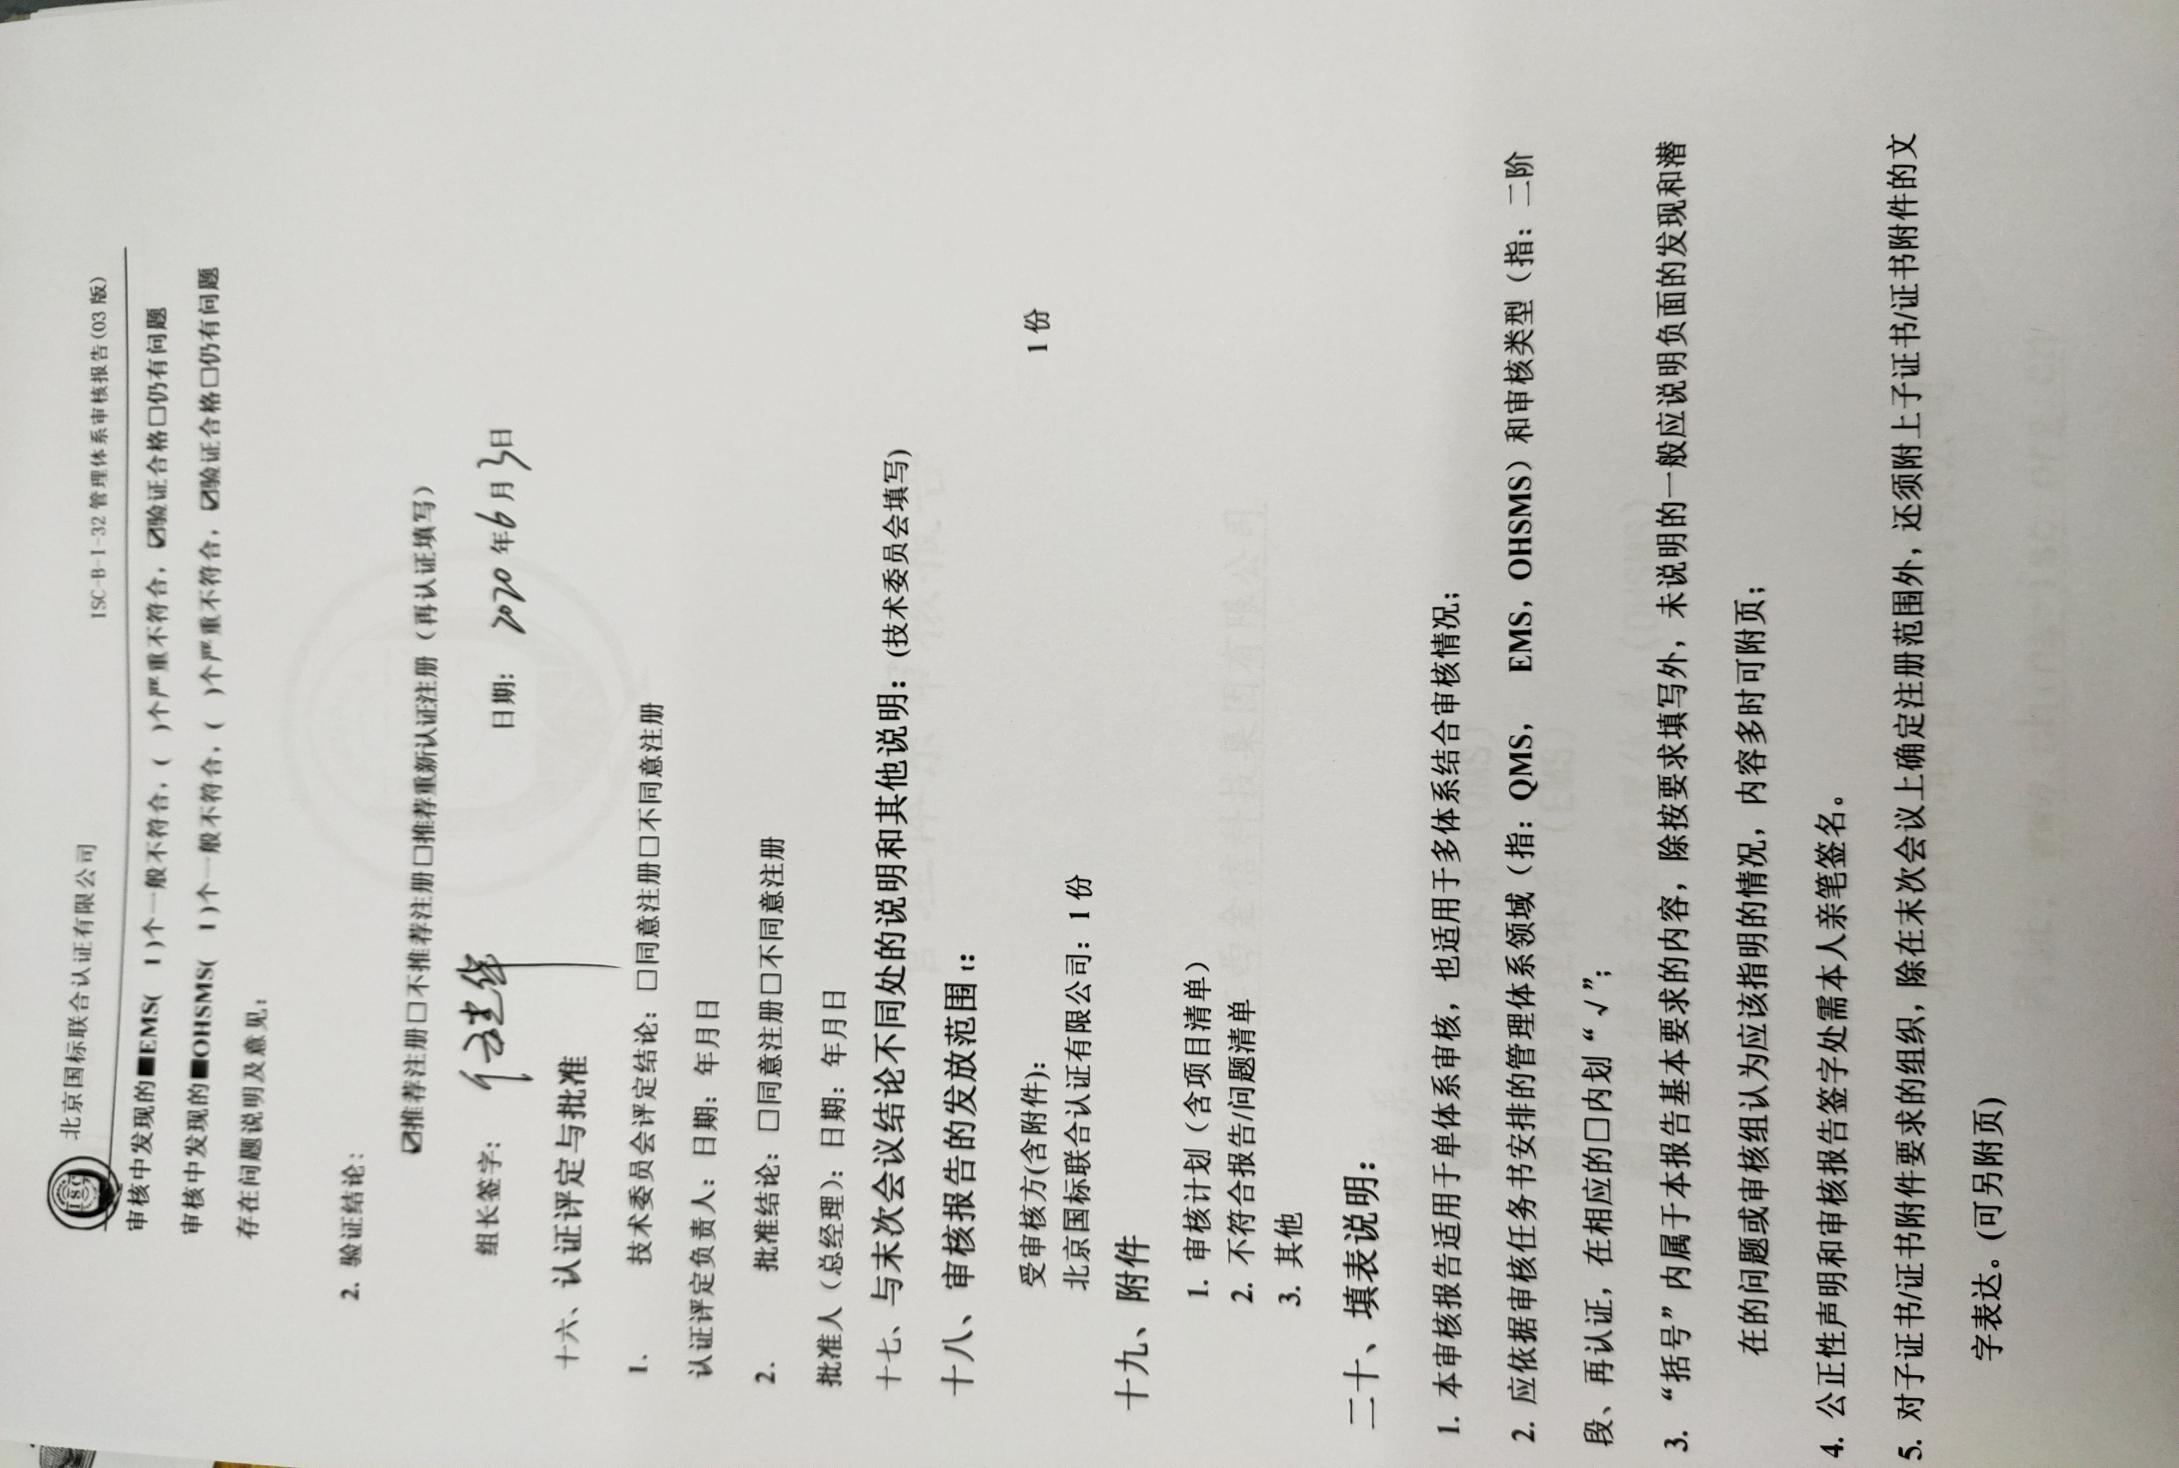 北京国标联合认证有限公司 ISC-B-I-32 管理体系审核报告(03 版)
审核中发现的■EMS( 1 )个一般不符合，( )个严重不符合，☑验证合格□仍有问题
审核中发现的■OHSMS( 1 )个一般不符合，( )个严重不符合，☑验证合格□仍有问题
存在问题说明及意见：
2. 验证结论：
☑推荐注册□不推荐注册□推荐重新认证注册（再认证填写）
组长签字： 日期： 2020年6月3日
十六、认证评定与批准
1. 技术委员会评定结论：□同意注册□不同意注册
认证评定负责人：日期： 年月日
2. 批准结论：□同意注册□不同意注册
批准人（总经理）：日期： 年月日
十七、与末次会议结论不同处的说明和其他说明：(技术委员会填写)
十八、审核报告的发放范围 t：
受审核方(含附件)： 1 份
北京国标联合认证有限公司：1 份
十九、附件
1. 审核计划（含项目清单）
2. 不符合报告/问题清单
3. 其他
二十、填表说明：
1. 本审核报告适用于单体系审核，也适用于多体系结合审核情况；
2. 应依据审核任务书安排的管理体系领域（指：QMS， EMS，OHSMS）和审核类型（指：二阶
段、再认证，在相应的□内划“√”；
3. “括号”内属于本报告基本要求的内容，除按要求填写外，未说明的一般应说明负面的发现和潜
在的问题或审核组认为应该指明的情况，内容多时可附页；
4. 公正性声明和审核报告签字处需本人亲笔签名。
5. 对子证书/证书附件要求的组织，除在末次会议上确定注册范围外，还须附上子证书/证书附件的文
字表达。(可另附页)